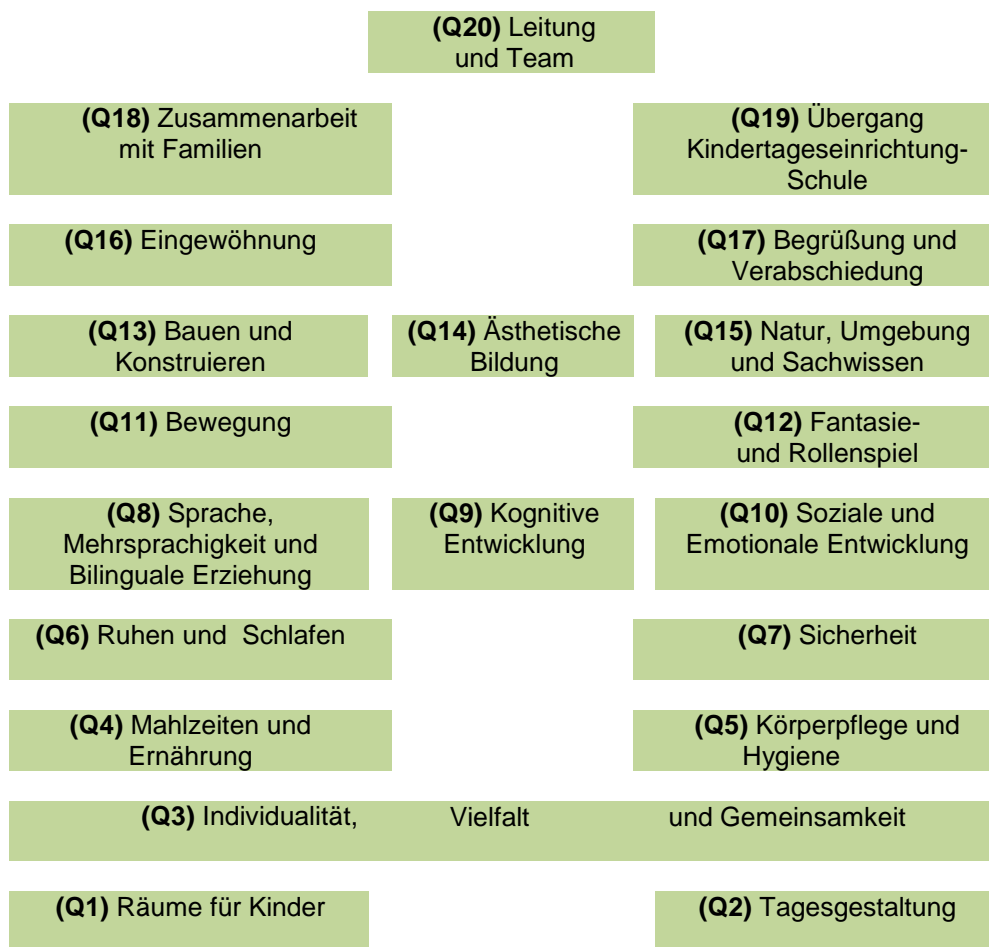 (Q20) Leitung
und Team
(Q18) Zusammenarbeit
mit Familien
(Q19) Übergang
Kindertageseinrichtung-
Schule
(Q16) Eingewöhnung
(Q17) Begrüßung und
Verabschiedung
(Q13) Bauen und
Konstruieren
(Q14) Ästhetische
Bildung
(Q15) Natur, Umgebung
und Sachwissen
(Q11) Bewegung
(Q12) Fantasie-
und Rollenspiel
(Q8) Sprache,
Mehrsprachigkeit und
Bilinguale Erziehung
(Q9) Kognitive
Entwicklung
(Q10) Soziale und
Emotionale Entwicklung
(Q6) Ruhen und Schlafen
(Q7) Sicherheit
(Q4) Mahlzeiten und
Ernährung
(Q5) Körperpflege und
Hygiene
(Q3) Individualität, Vielfalt und Gemeinsamkeit
(Q1) Räume für Kinder
(Q2) Tagesgestaltung